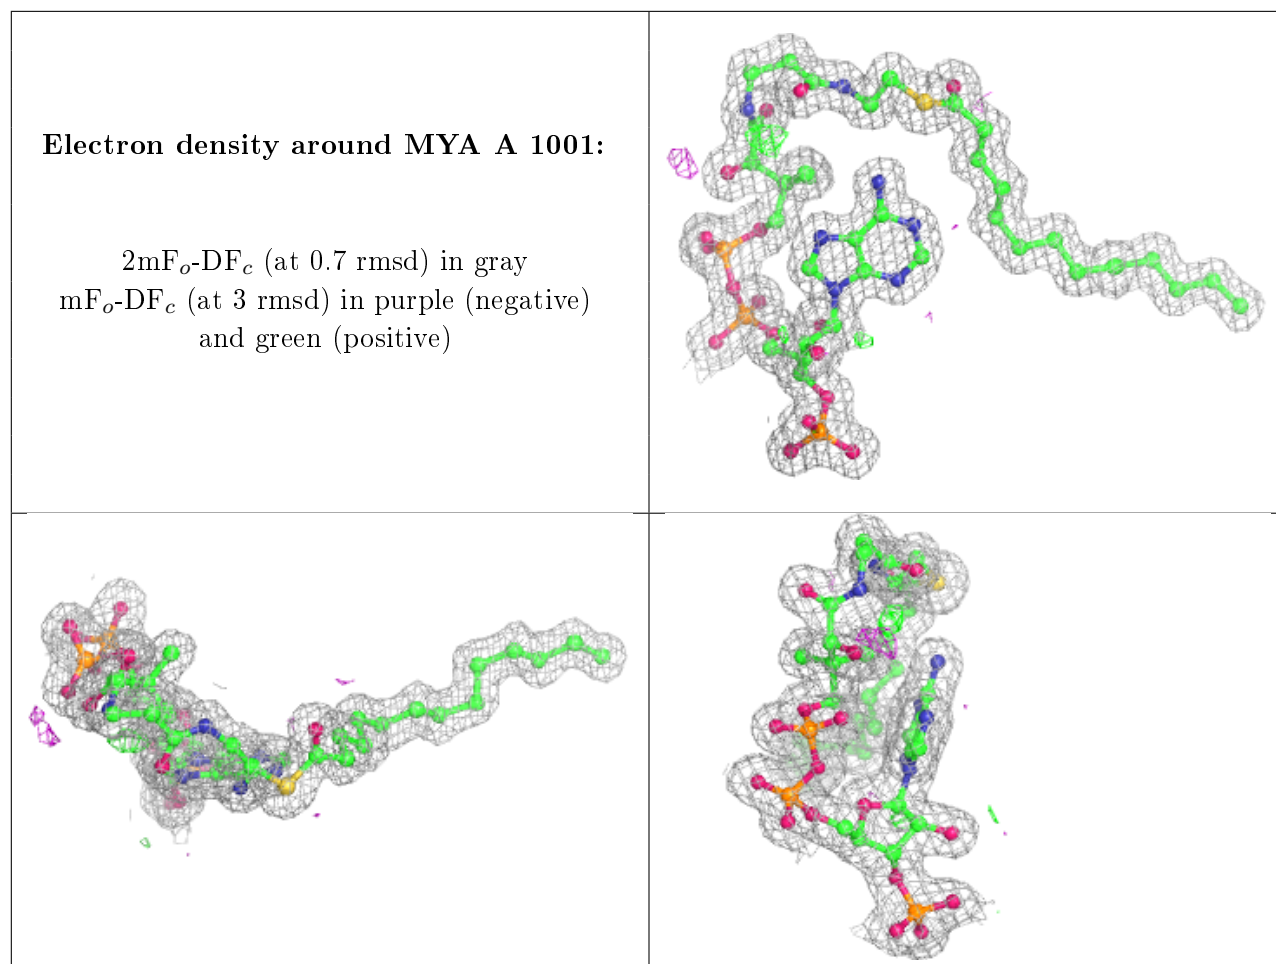 Electron density around MYA A 1001:
2mFo-DFc (at 0.7 rmsd) in gray
mFo-DFc (at 3 rmsd) in purple (negative)
and green (positive)